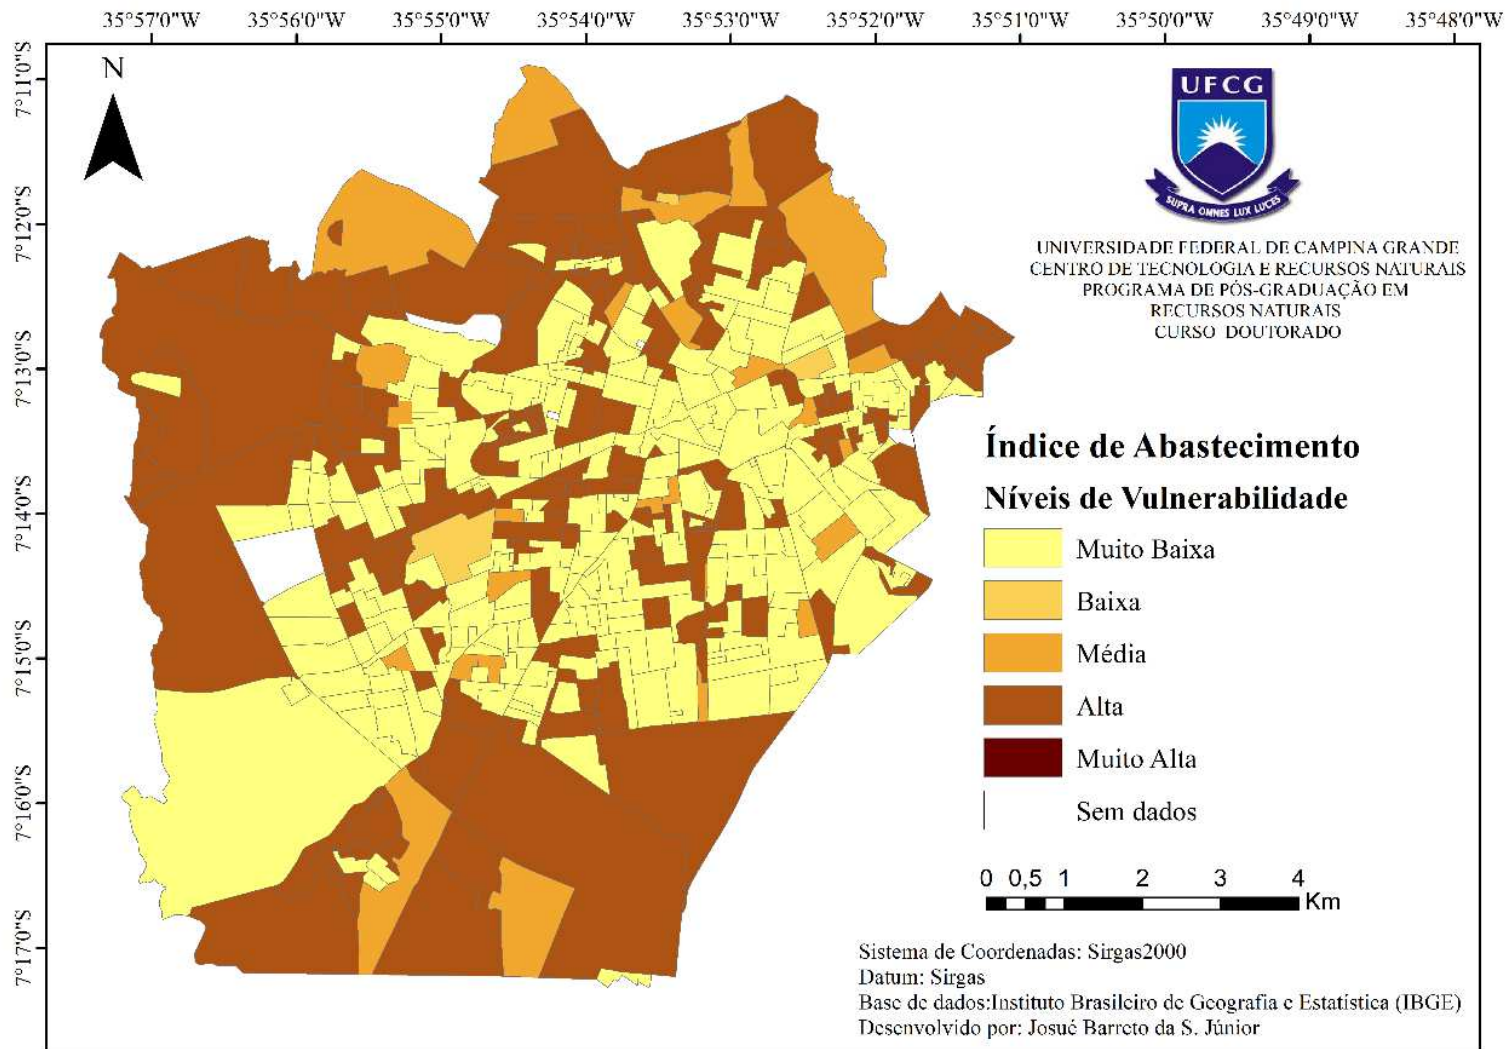 35°57'0"W 35°56'0"W 35°55'0"W 35°54'0"W 35°53'0"W 35°52'0"W 35°51'0"W 35°50'0"W 35°49'0"W 35°48'0"W
7°11'0"S
7°12'0"S
7°13'0"S
7°14'0"S
7°15'0"S
7°16'0"S
7°17'0"S
N
UFCG
SUPRA OMNES LUX LUCES
UNIVERSIDADE FEDERAL DE CAMPINA GRANDE
CENTRO DE TECNOLOGIA E RECURSOS NATURAIS
PROGRAMA DE PÓS-GRADUAÇÃO EM
RECURSOS NATURAIS
CURSO DOUTORADO
Índice de Abastecimento
Níveis de Vulnerabilidade
Muito Baixa
Baixa
Média
Alta
Muito Alta
Sem dados
0 0,5 1 2 3 4
Km
Sistema de Coordenadas: Sirgas2000
Datum: Sirgas
Base de dados:Instituto Brasileiro de Geografia e Estatística (IBGE)
Desenvolvido por: Josué Barreto da S. Júnior